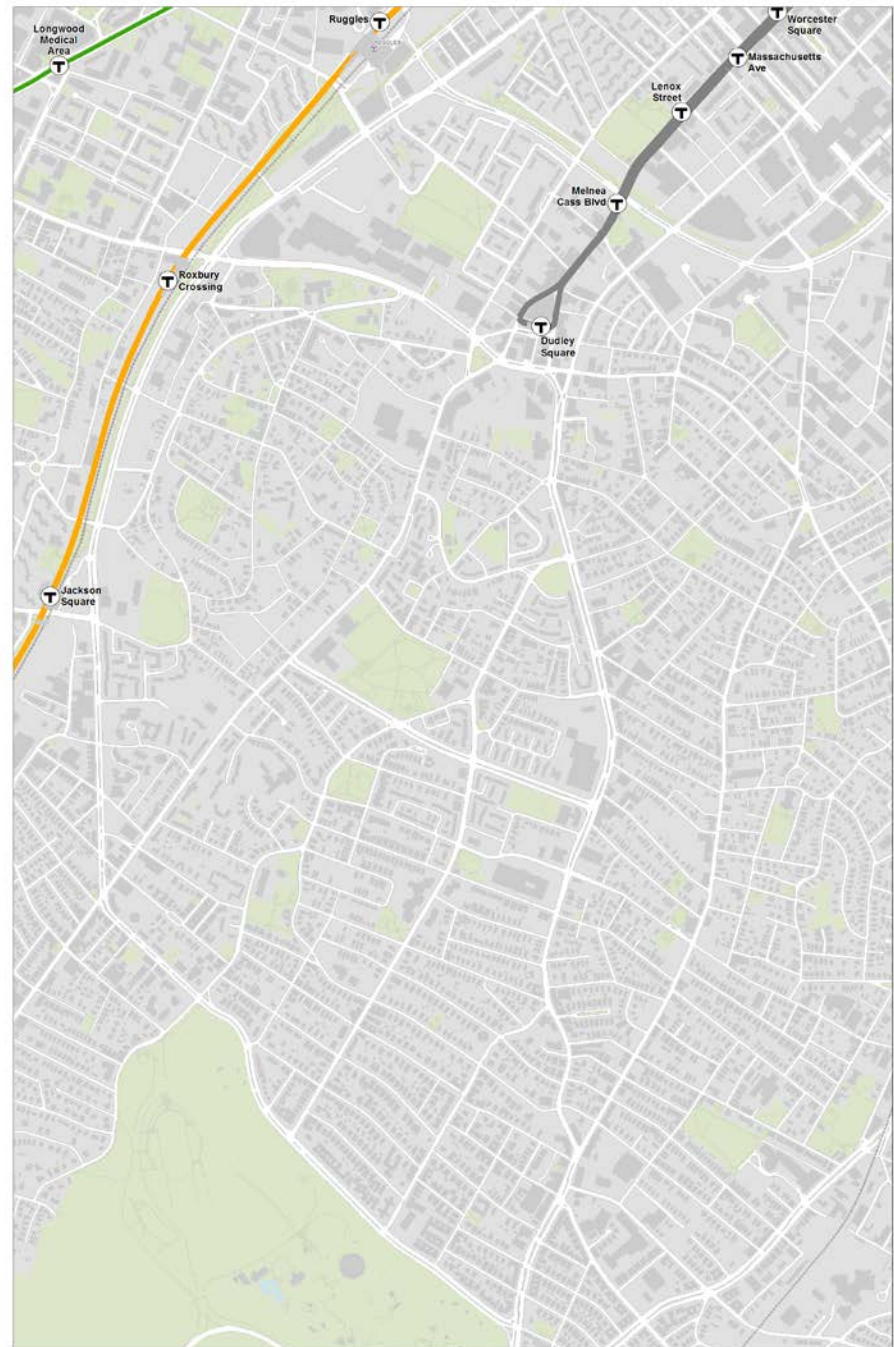 Longwood
Medical
Area
T
Ruggles
T
T
Worcester
Square
T
Massachusetts
Ave
Lenox
Street
T
Melnea
Cass Blvd
T
T
Roxbury
Crossing
T
Dudley
Square
T
Jackson
Square